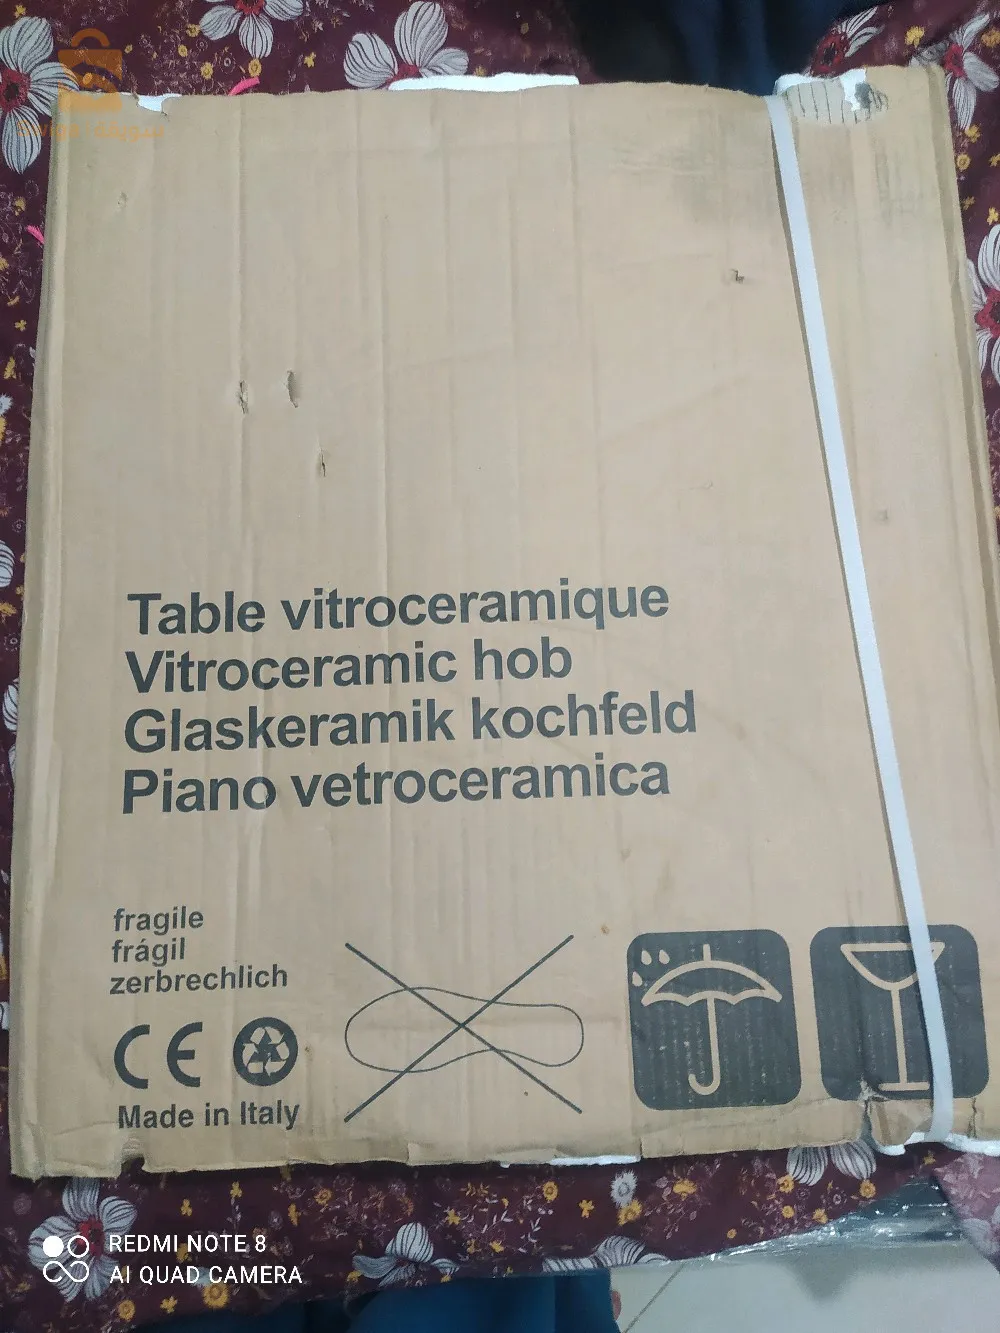 Table vitroceramique
Vitroceramic hob
Glaskeramik kochfeld
Piano vetroceramica
fragile
frágil
zerbrechlich
CE
Made in Italy
REDMI NOTE 8
AI QUAD CAMERA